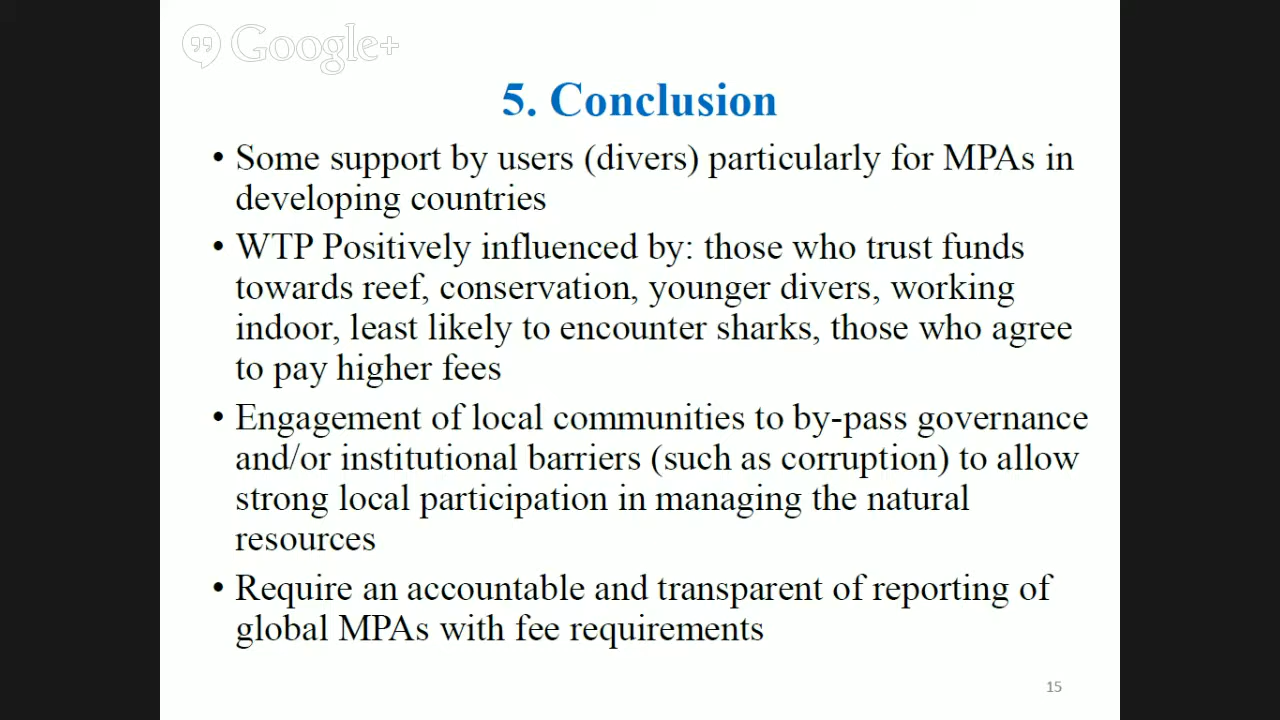 Google+
5. Conclusion
• Some support by users (divers) particularly for MPAs in
developing countries
• WTP Positively influenced by: those who trust funds
towards reef, conservation, younger divers, working
indoor, least likely to encounter sharks, those who agree
to pay higher fees
• Engagement of local communities to by-pass governance
and/or institutional barriers (such as corruption) to allow
strong local participation in managing the natural
resources
• Require an accountable and transparent of reporting of
global MPAs with fee requirements
15